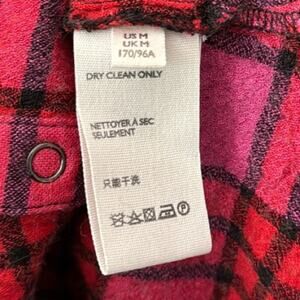 US M
UK M
170/96A
DRY CLEAN ONLY
NETTOYER À SEC
SEULEMENT
只能干洗